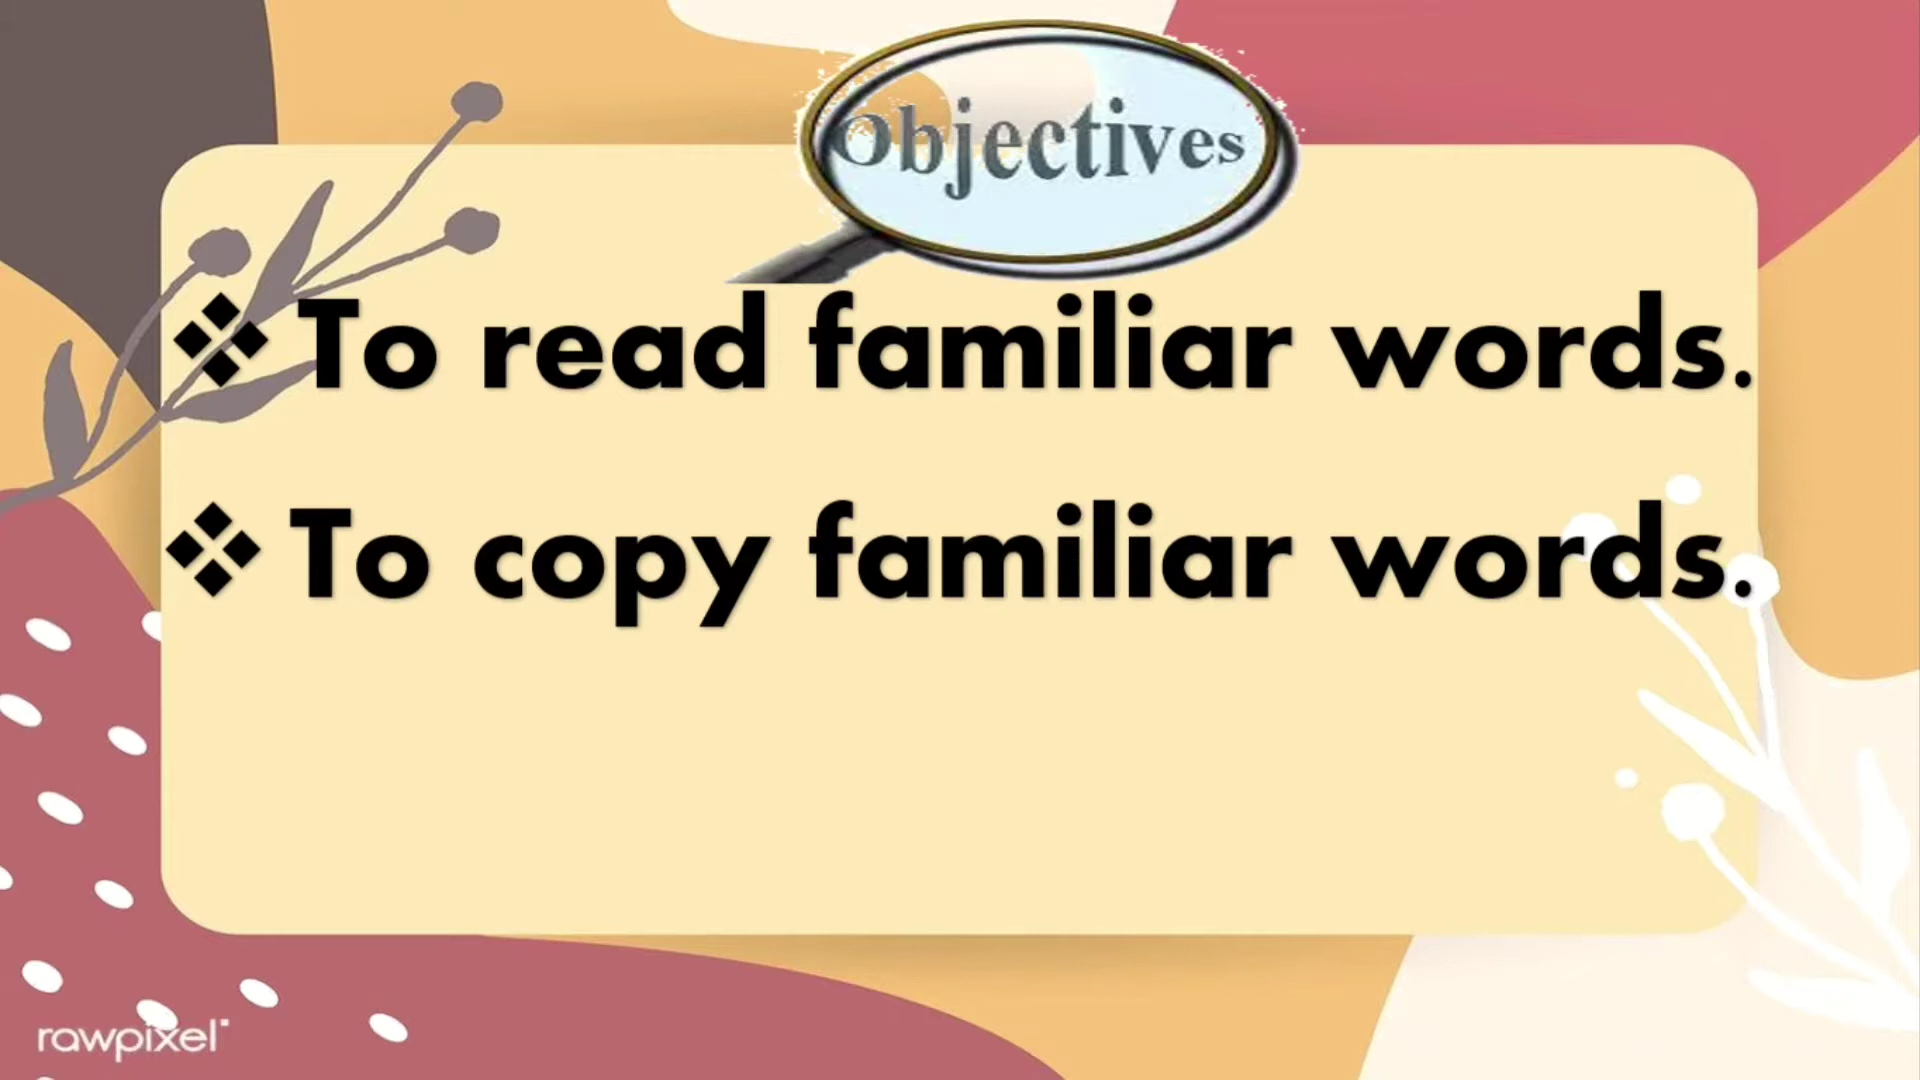 Objectives
❖ To read familiar words.
❖ To copy familiar words.
rawpixel